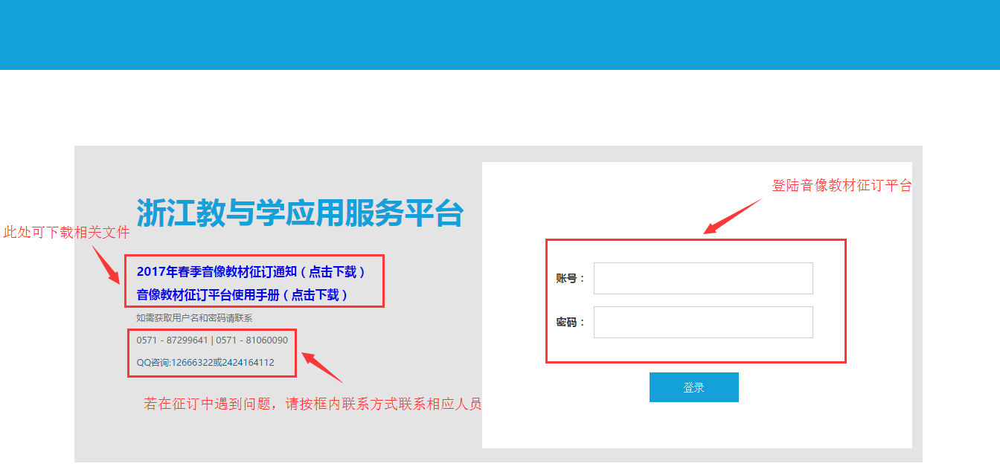 登陆音像教材征订平台
浙江教与学应用服务平台
此处可下载相关文件
2017年春季音像教材征订通知（点击下载）
音像教材征订平台使用手册（点击下载）
如需获取用户名和密码请联系
0571 - 87299641 | 0571 - 81060090
QQ咨询:12666322或2424164112
若在征订中遇到问题，请按框内联系方式联系相应人员
账号：
密码：
登录